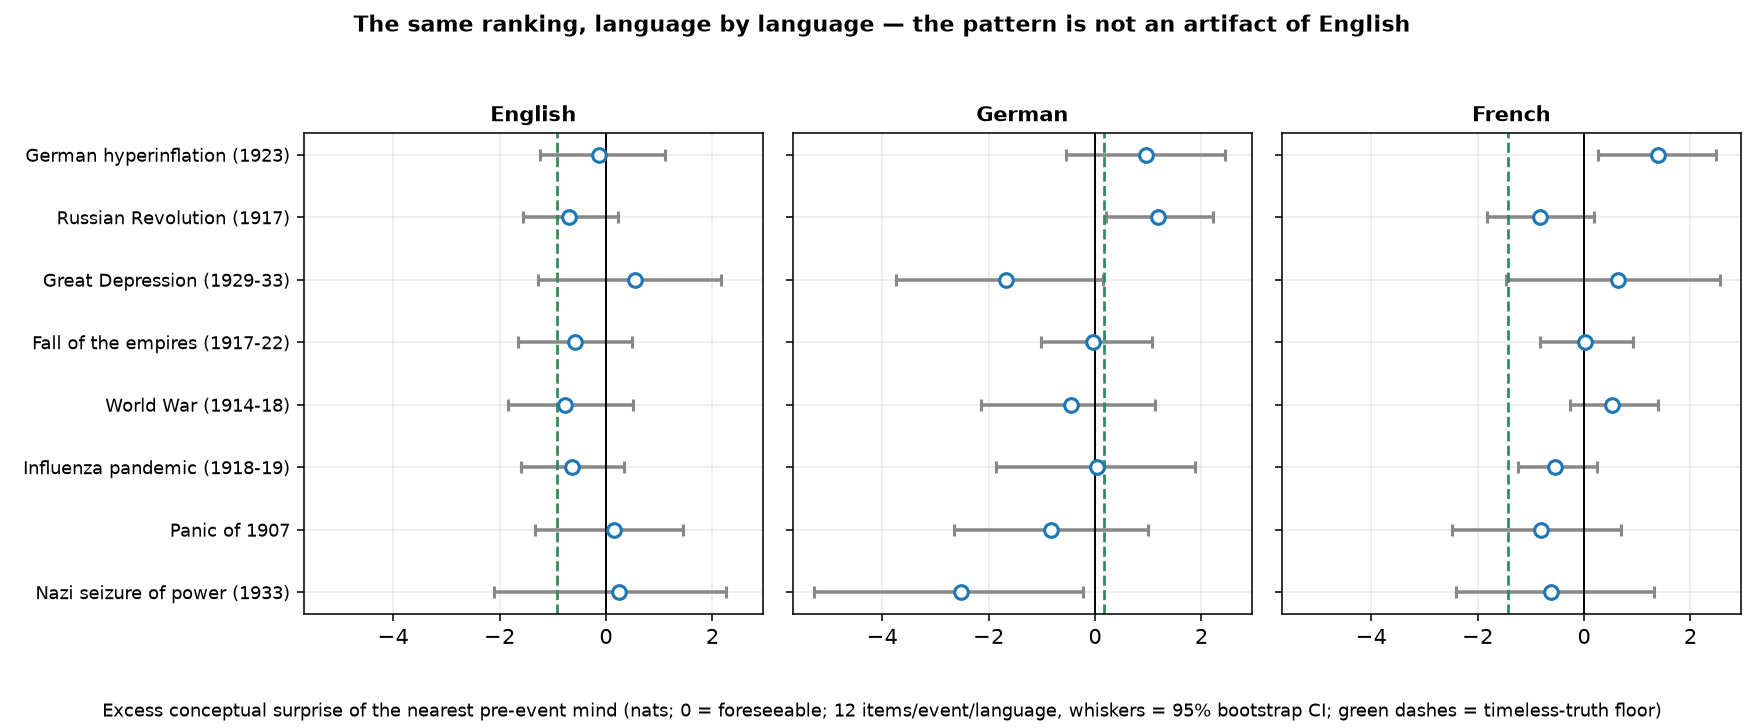 The same ranking, language by language — the pattern is not an artifact of English
English
German
French
German hyperinflation (1923)
Russian Revolution (1917)
Great Depression (1929-33)
Fall of the empires (1917-22)
World War (1914-18)
Influenza pandemic (1918-19)
Panic of 1907
Nazi seizure of power (1933)
−4 −2 0 2
−4 −2 0 2
−4 −2 0 2
Excess conceptual surprise of the nearest pre-event mind (nats; 0 = foreseeable; 12 items/event/language, whiskers = 95% bootstrap CI; green dashes = timeless-truth floor)